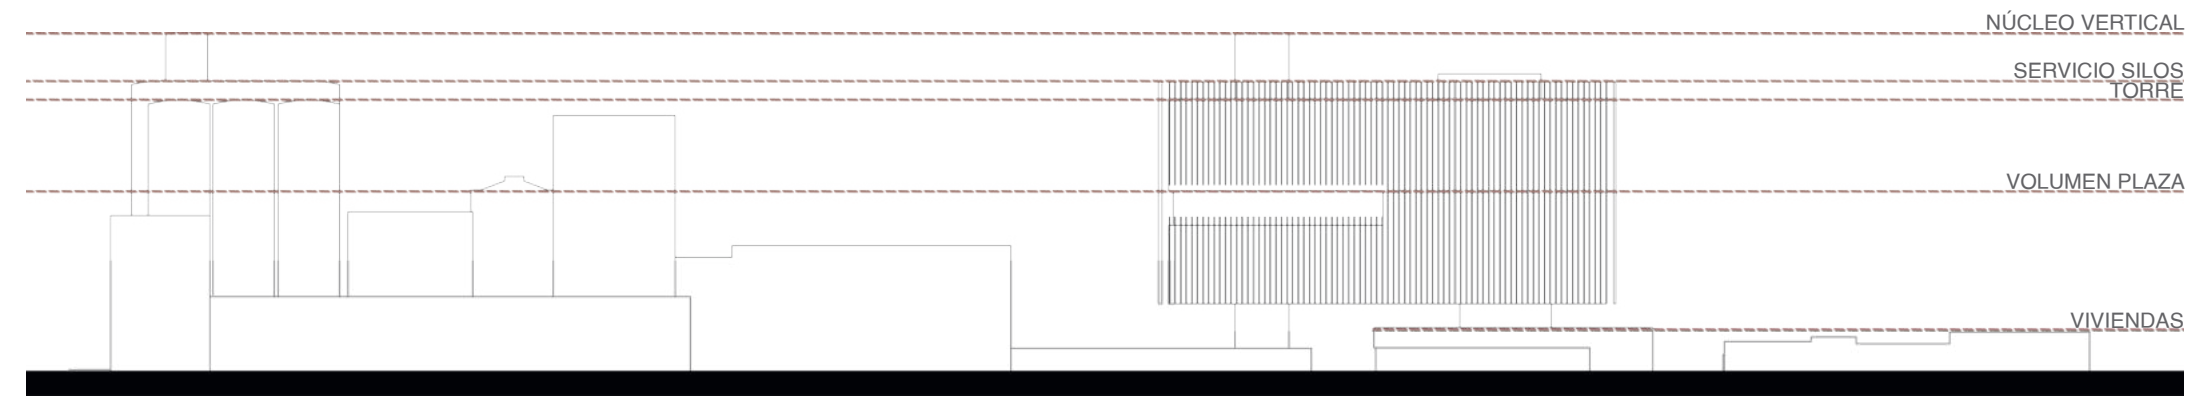 NÚCLEO VERTICAL
SERVICIO SILOS
TORRE
VOLUMEN PLAZA
VIVIENDAS